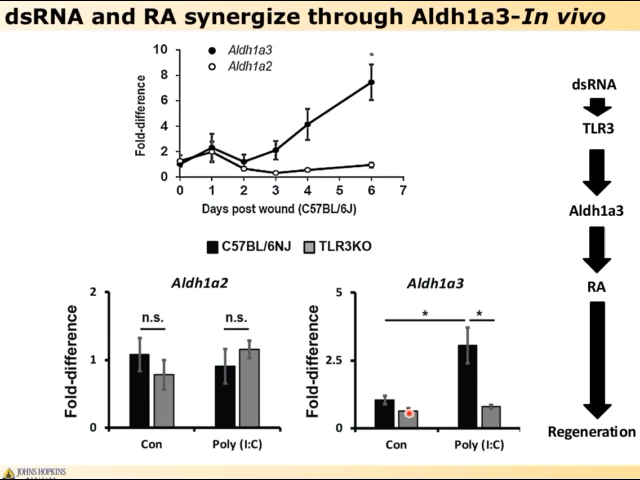 dsRNA and RA synergize through Aldh1a3-In vivo
10
8
6
4
2
0
Fold-difference
Aldh1a3
Aldh1a2
*
0 1 2 3 4 5 6 7
Days post wound (C57BL/6J)
C57BL/6NJ TLR3KO
Aldh1a2
2
1
0
Fold-difference
n.s. n.s.
Con Poly (I:C)
Aldh1a3
5
2.5
0
Fold-difference
* *
Con Poly (I:C)
dsRNA
TLR3
Aldh1a3
RA
Regeneration
JOHNS HOPKINS